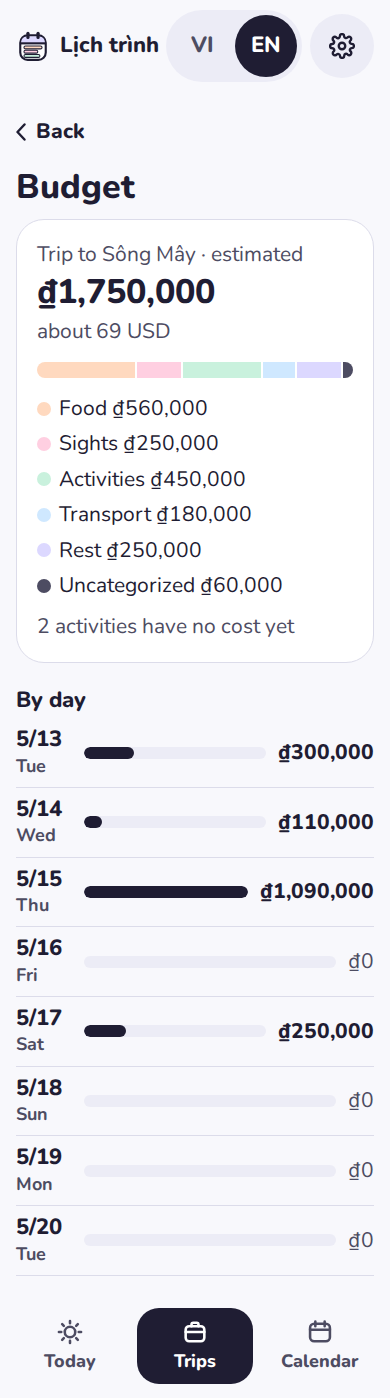 Lịch trình VI EN
Back
Budget
Trip to Sông Mây · estimated
₫1,750,000
about 69 USD
Food ₫560,000
Sights ₫250,000
Activities ₫450,000
Transport ₫180,000
Rest ₫250,000
Uncategorized ₫60,000
2 activities have no cost yet
By day
5/13
Tue
₫300,000
5/14
Wed
₫110,000
5/15
Thu
₫1,090,000
5/16
Fri
₫0
5/17
Sat
₫250,000
5/18
Sun
₫0
5/19
Mon
₫0
5/20
Tue
₫0
Today Trips Calendar